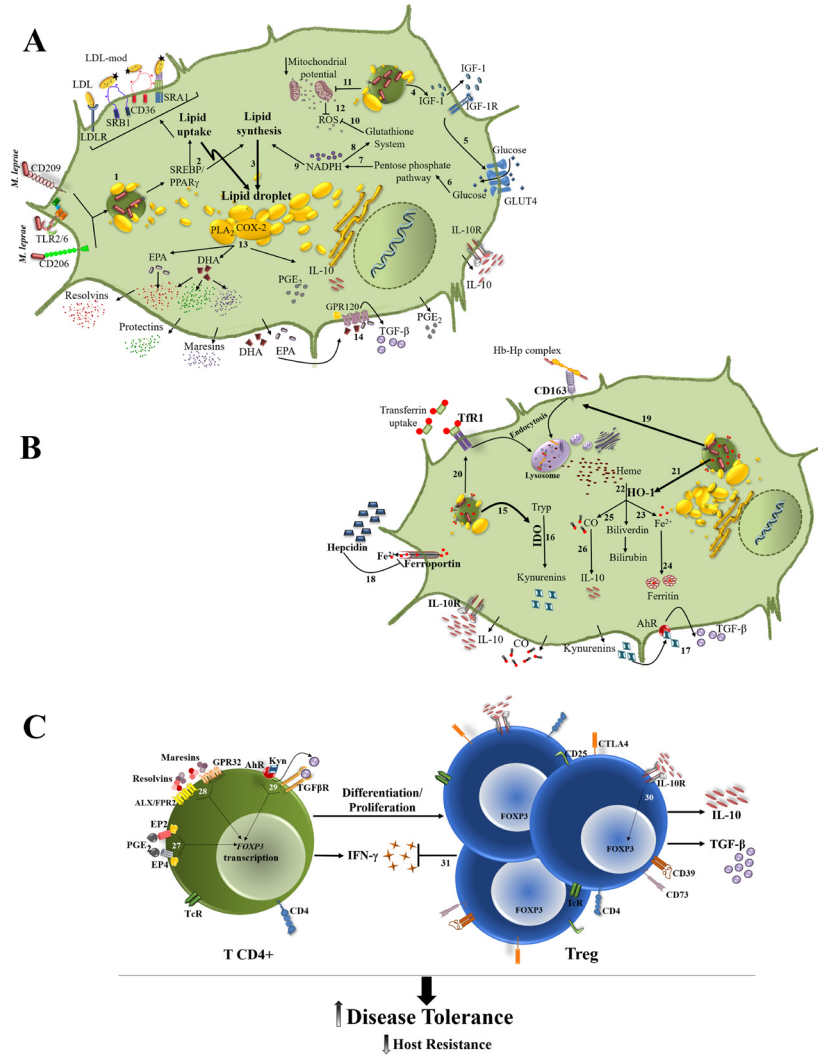 A
LDL-mod
LDL
CD36
SRA1
SRB1
LDLR
Mitochondrial
potential
11
4
12
ROS
10
IGF-1
IGF-1
IGF-1R
Lipid
uptake
Lipid
synthesis
Glutathione
System
8
5
Glucose
M. leprae
CD209
2
3
9
NADPH
7
Pentose phosphate
pathway
SREBP/
PPARγ
6
Glucose
GLUT4
1
Lipid droplet
TLR2/6
M. leprae
CD206
PLA2
COX-2
13
IL-10R
IL-10
EPA
DHA
IL-10
PGE2
Resolvins
Protectins
Maresins
DHA
EPA
GPR120
14
TGF-β
PGE2
Hb-Hp complex
B
CD163
Transferrin
uptake
TfR1
Endocytosis
19
Lysosome
Heme
20
21
22
HO-1
15
Tryp
25
23
CO
Fe2+
Hepcidin
IDO
16
Biliverdin
Fe2+
Ferroportin
18
26
24
Kynurenins
IL-10
Bilirubin
Ferritin
IL-10R
IL-10
CO
Kynurenins
AhR
17
TGF-β
C
Maresins
GPR32
AhR
Kyn
Resolvins
TGFβR
ALX/FPR2
28
29
EP2
PGE2
27
FOXP3
transcription
EP4
TcR
CD4
T CD4+
Differentiation/
Proliferation
IFN-γ
31
CD25
CTLA4
IL-10R
30
FOXP3
FOXP3
FOXP3
IL-10
TGF-β
CD39
CD73
TcR
CD4
Treg
Disease Tolerance
Host Resistance